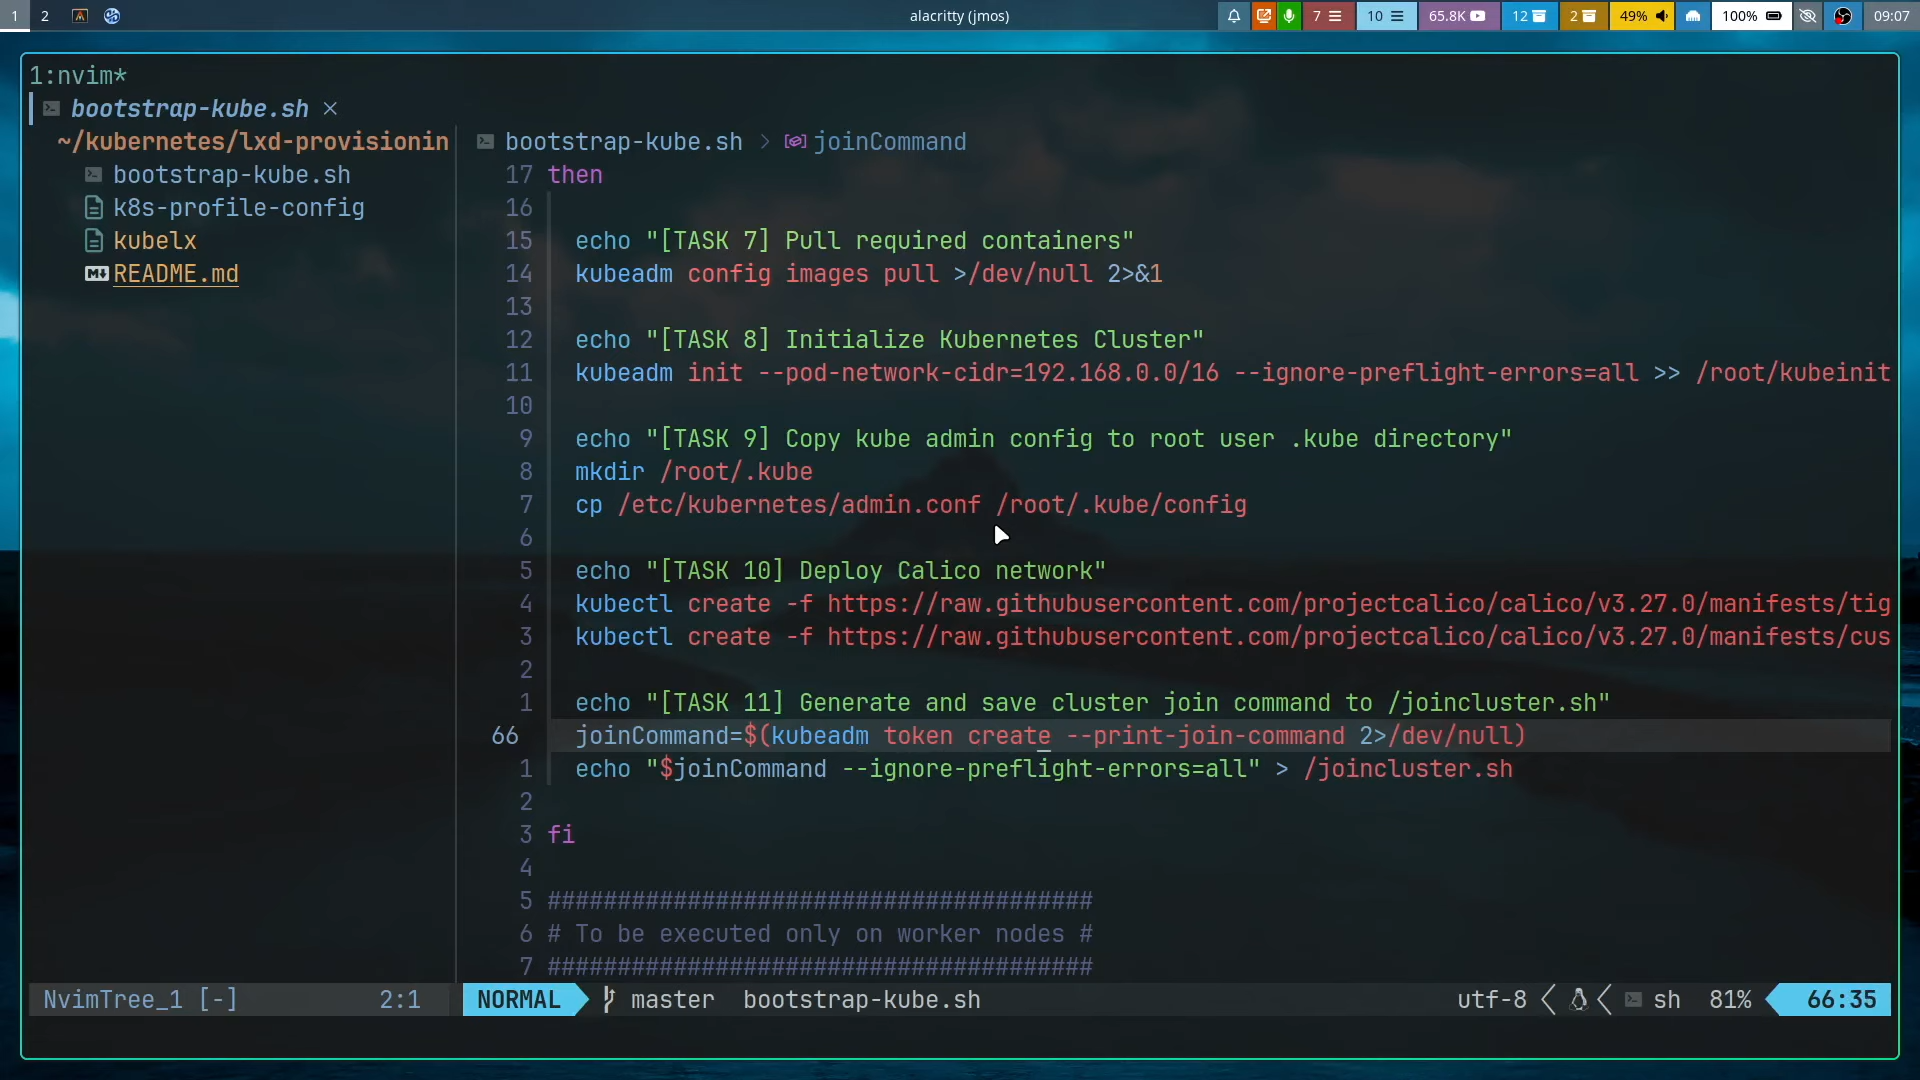 1 2 alacritty (jmos) 7 10 65.8K 12 2 49% 100% 09:07
1:nvim*
bootstrap-kube.sh ×
~/kubernetes/lxd-provisionin
bootstrap-kube.sh
k8s-profile-config
kubelx
README.md
bootstrap-kube.sh > joinCommand
17 then
16
15 echo "[TASK 7] Pull required containers"
14 kubeadm config images pull >/dev/null 2>&1
13
12 echo "[TASK 8] Initialize Kubernetes Cluster"
11 kubeadm init --pod-network-cidr=192.168.0.0/16 --ignore-preflight-errors=all >> /root/kubeinit
10
9 echo "[TASK 9] Copy kube admin config to root user .kube directory"
8 mkdir /root/.kube
7 cp /etc/kubernetes/admin.conf /root/.kube/config
6
5 echo "[TASK 10] Deploy Calico network"
4 kubectl create -f https://raw.githubusercontent.com/projectcalico/calico/v3.27.0/manifests/tig
3 kubectl create -f https://raw.githubusercontent.com/projectcalico/calico/v3.27.0/manifests/cus
2
1 echo "[TASK 11] Generate and save cluster join command to /joincluster.sh"
66 joinCommand=$(kubeadm token create --print-join-command 2>/dev/null)
1 echo "$joinCommand --ignore-preflight-errors=all" > /joincluster.sh
2
3 fi
4
5 #######################################
6 # To be executed only on worker nodes #
7 #######################################
NvimTree_1 [-] 2:1
NORMAL master bootstrap-kube.sh utf-8 sh 81% 66:35